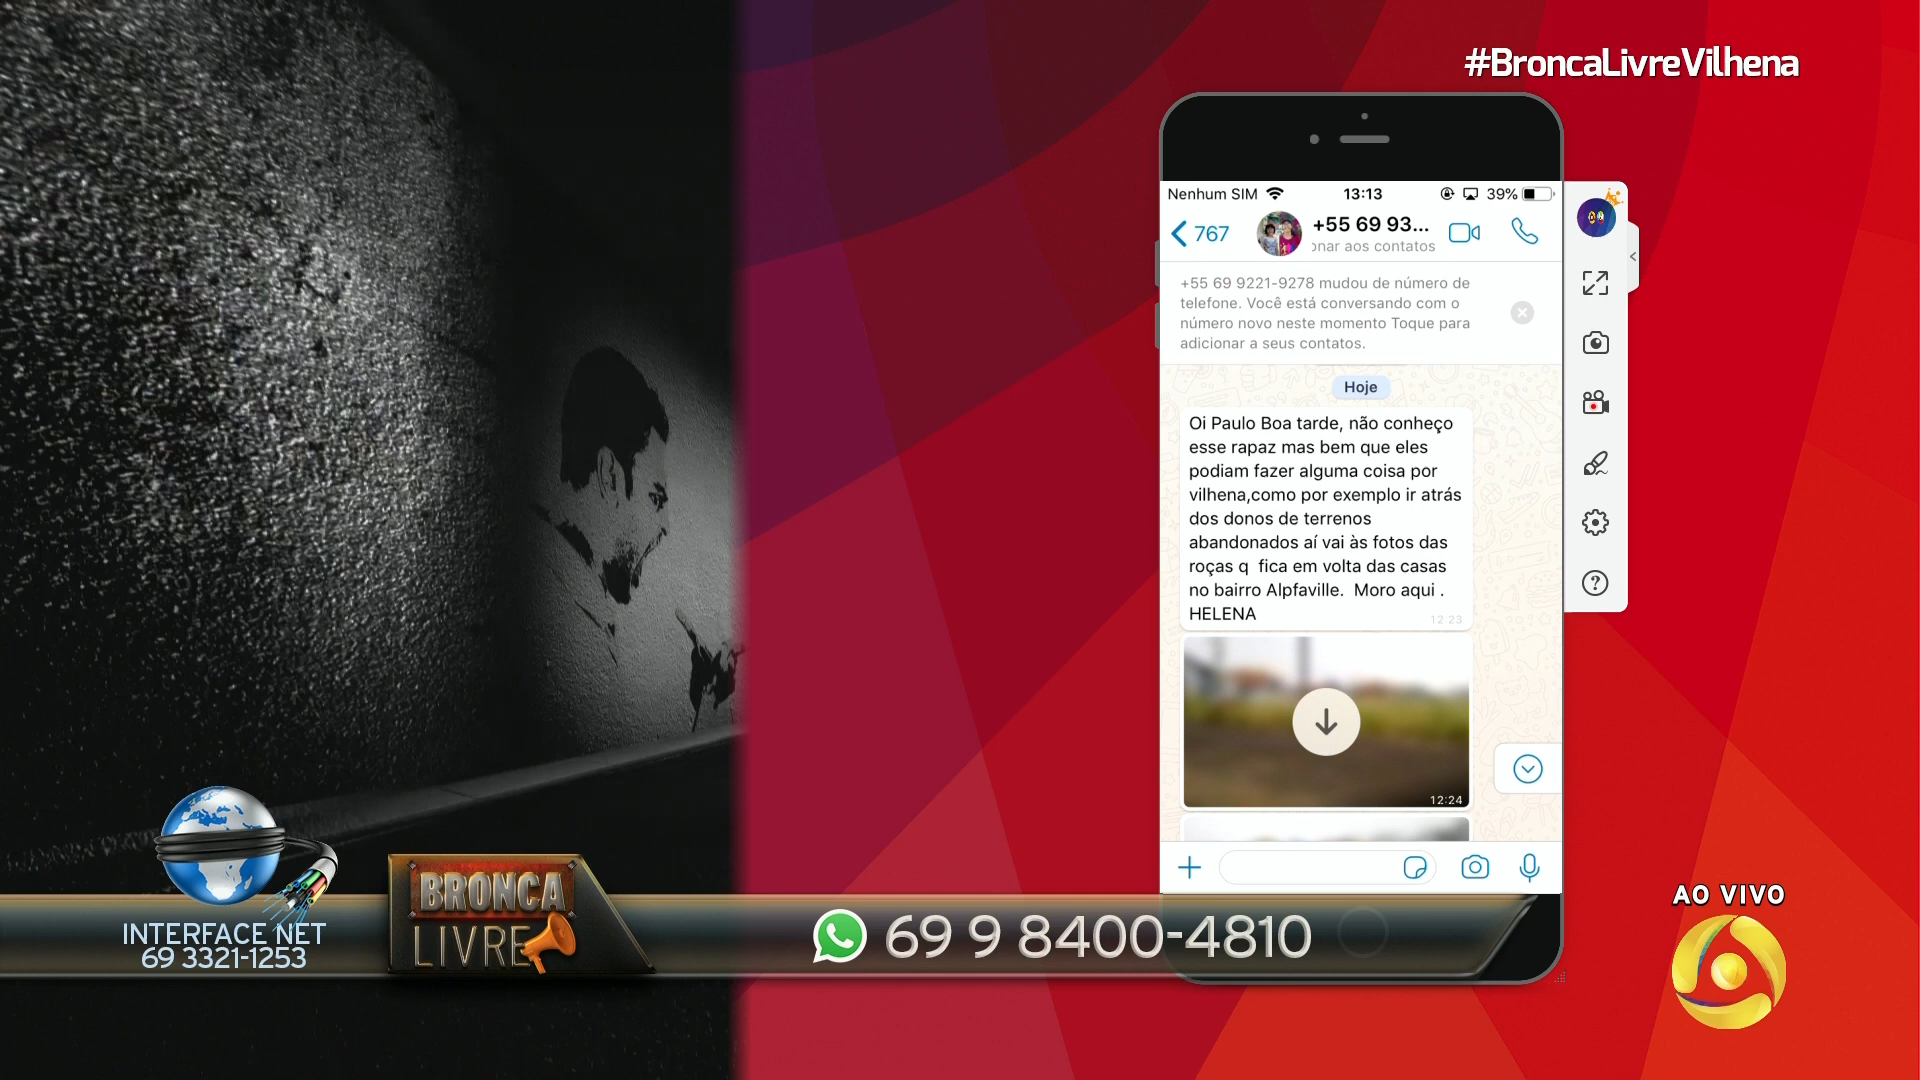 #BroncaLivreVilhena
Nenhum SIM
13:13
39%
767
+55 69 93...
onar aos contatos
+55 69 9221-9278 mudou de número de
telefone. Você está conversando com o
número novo neste momento Toque para
adicionar a seus contatos.
Hoje
Oi Paulo Boa tarde, não conheço
esse rapaz mas bem que eles
podiam fazer alguma coisa por
vilhena,como por exemplo ir atrás
dos donos de terrenos
abandonados aí vai às fotos das
roças q  fica em volta das casas
no bairro Alpfaville.  Moro aqui .
HELENA
12:23
12:24
INTERFACE NET
69 3321-1253
BRONCA
LIVRE
69 9 8400-4810
AO VIVO